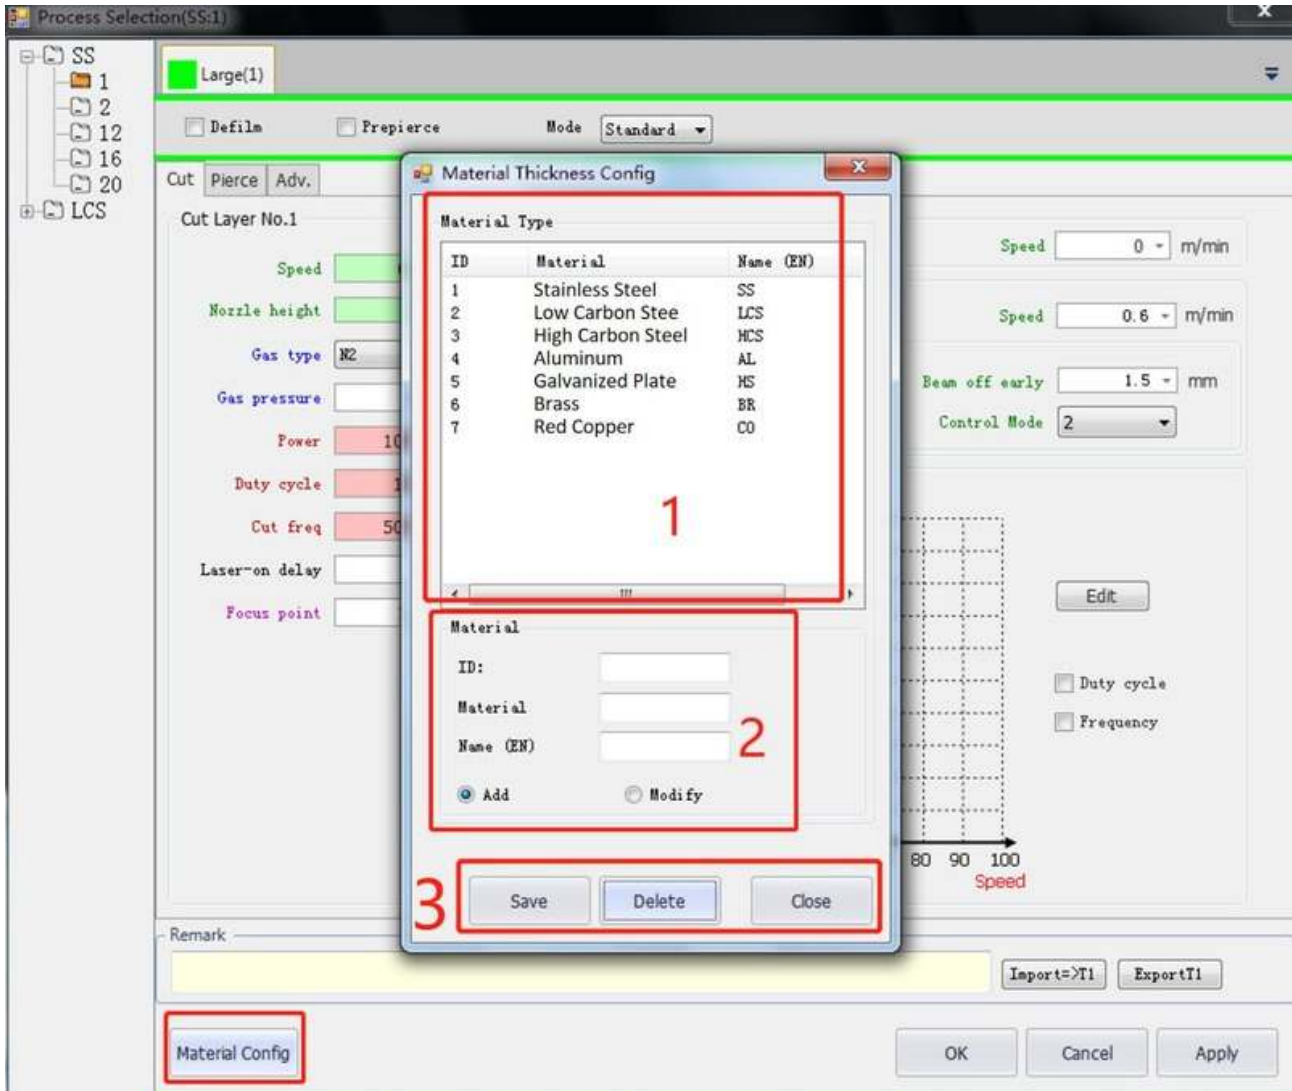 Process Selection(SS:1)
X
SS
1
2
12
16
20
LCS
Large(1)
Defilm Prepierce Mode Standard
Cut Pierce Adv.
Cut Layer No.1
Speed
Nozzle height
Gas type N2
Gas pressure
Power 10
Duty cycle 1
Cut freq 50
Laser-on delay
Focus point
Material Thickness Config X
Material Type
ID Material Name (EN)
1 Stainless Steel SS
2 Low Carbon Stee LCS
3 High Carbon Steel HCS
4 Aluminum AL
5 Galvanized Plate HS
6 Brass BR
7 Red Copper CO
1
Material
ID:
Material
Name (EN)
2
Add Modify
3
Save Delete Close
Speed 0 m/min
Speed 0.6 m/min
Beam off early 1.5 mm
Control Mode 2
Edit
Duty cycle
Frequency
80 90 100
Speed
Remark
Import=>T1 ExportT1
Material Config
OK Cancel Apply